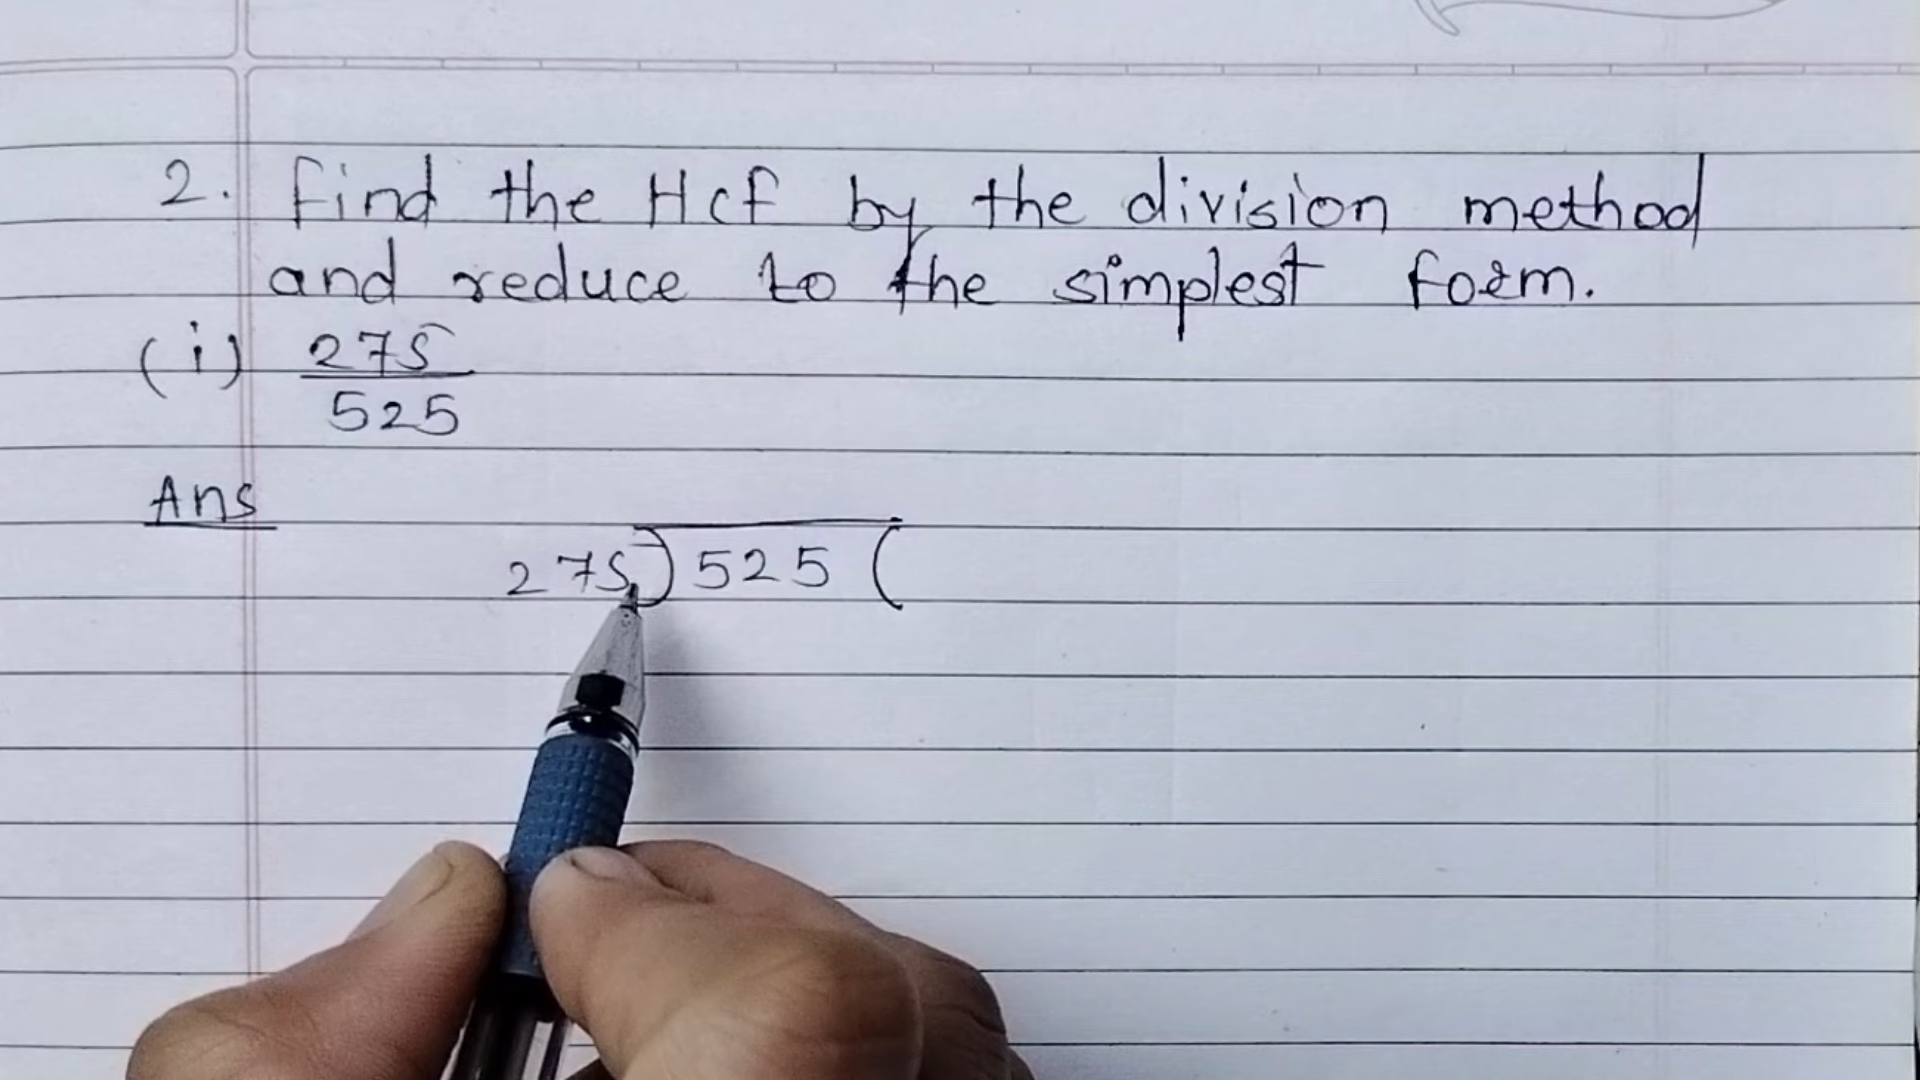 2. Find the Hcf by the division method
and reduce to the simplest form.
(i) 275
525
Ans
275) 525 (